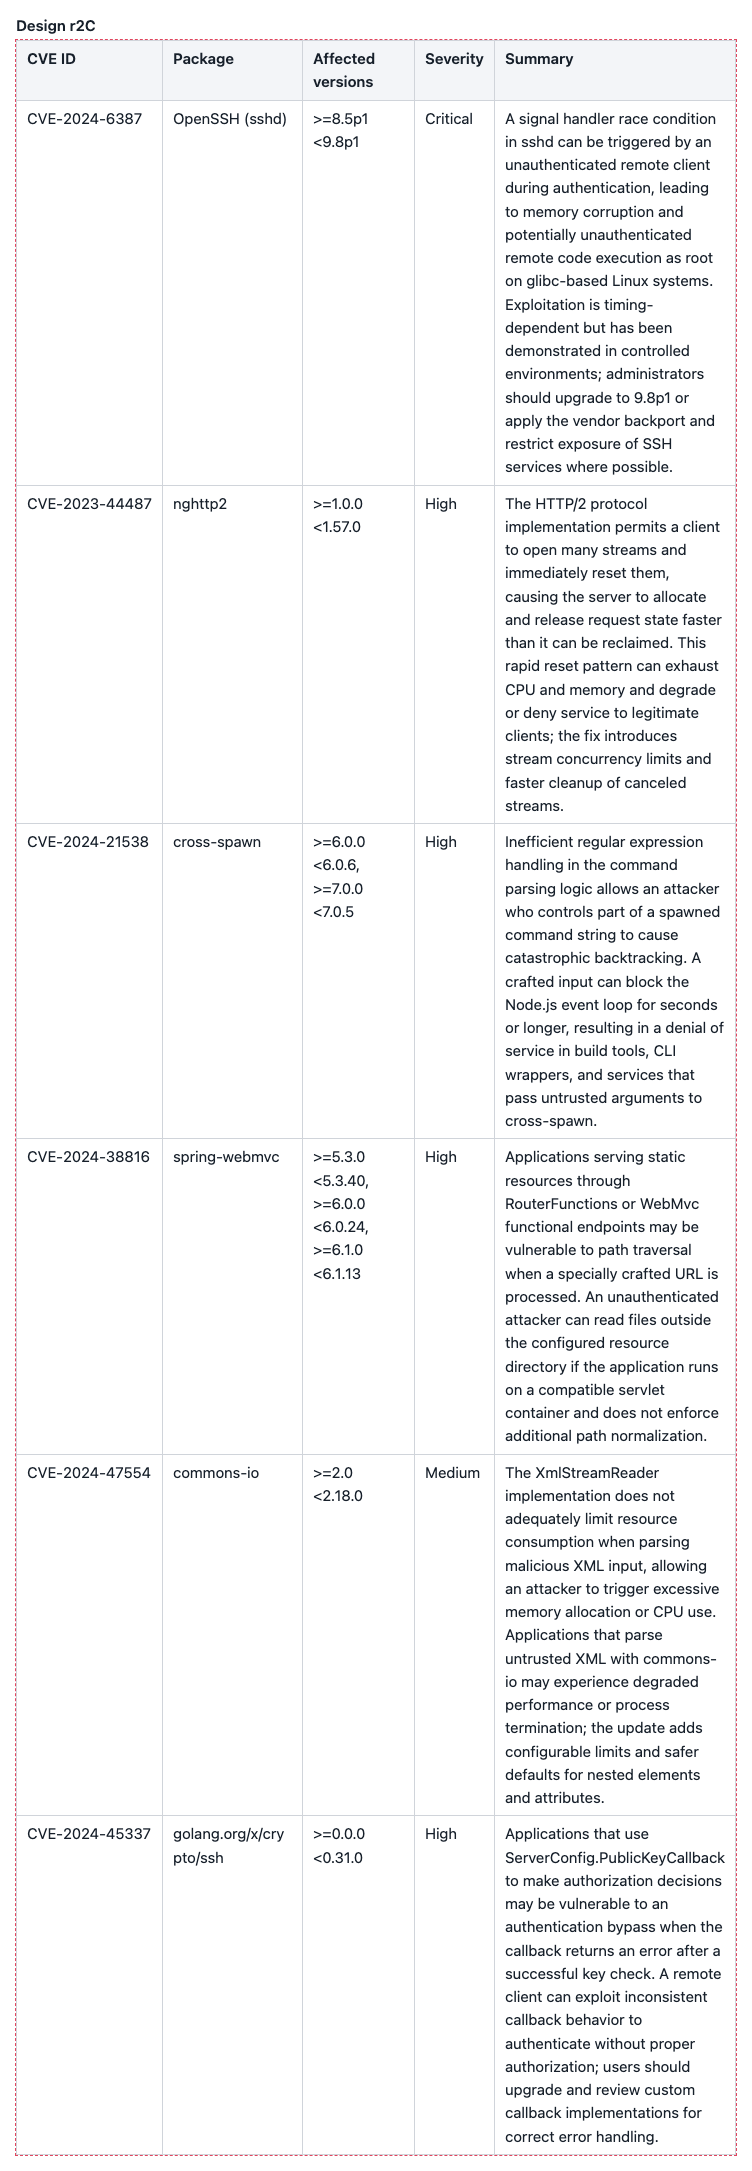 Design r2C
CVE ID
Package
Affected
versions
Severity
Summary
CVE-2024-6387
OpenSSH (sshd)
>=8.5p1
<9.8p1
Critical
A signal handler race condition
in sshd can be triggered by an
unauthenticated remote client
during authentication, leading
to memory corruption and
potentially unauthenticated
remote code execution as root
on glibc-based Linux systems.
Exploitation is timing-
dependent but has been
demonstrated in controlled
environments; administrators
should upgrade to 9.8p1 or
apply the vendor backport and
restrict exposure of SSH
services where possible.
CVE-2023-44487
nghttp2
>=1.0.0
<1.57.0
High
The HTTP/2 protocol
implementation permits a client
to open many streams and
immediately reset them,
causing the server to allocate
and release request state faster
than it can be reclaimed. This
rapid reset pattern can exhaust
CPU and memory and degrade
or deny service to legitimate
clients; the fix introduces
stream concurrency limits and
faster cleanup of canceled
streams.
CVE-2024-21538
cross-spawn
>=6.0.0
<6.0.6,
>=7.0.0
<7.0.5
High
Inefficient regular expression
handling in the command
parsing logic allows an attacker
who controls part of a spawned
command string to cause
catastrophic backtracking. A
crafted input can block the
Node.js event loop for seconds
or longer, resulting in a denial of
service in build tools, CLI
wrappers, and services that
pass untrusted arguments to
cross-spawn.
CVE-2024-38816
spring-webmvc
>=5.3.0
<5.3.40,
>=6.0.0
<6.0.24,
>=6.1.0
<6.1.13
High
Applications serving static
resources through
RouterFunctions or WebMvc
functional endpoints may be
vulnerable to path traversal
when a specially crafted URL is
processed. An unauthenticated
attacker can read files outside
the configured resource
directory if the application runs
on a compatible servlet
container and does not enforce
additional path normalization.
CVE-2024-47554
commons-io
>=2.0
<2.18.0
Medium
The XmlStreamReader
implementation does not
adequately limit resource
consumption when parsing
malicious XML input, allowing
an attacker to trigger excessive
memory allocation or CPU use.
Applications that parse
untrusted XML with commons-
io may experience degraded
performance or process
termination; the update adds
configurable limits and safer
defaults for nested elements
and attributes.
CVE-2024-45337
golang.org/x/cry
pto/ssh
>=0.0.0
<0.31.0
High
Applications that use
ServerConfig.PublicKeyCallback
to make authorization decisions
may be vulnerable to an
authentication bypass when the
callback returns an error after a
successful key check. A remote
client can exploit inconsistent
callback behavior to
authenticate without proper
authorization; users should
upgrade and review custom
callback implementations for
correct error handling.